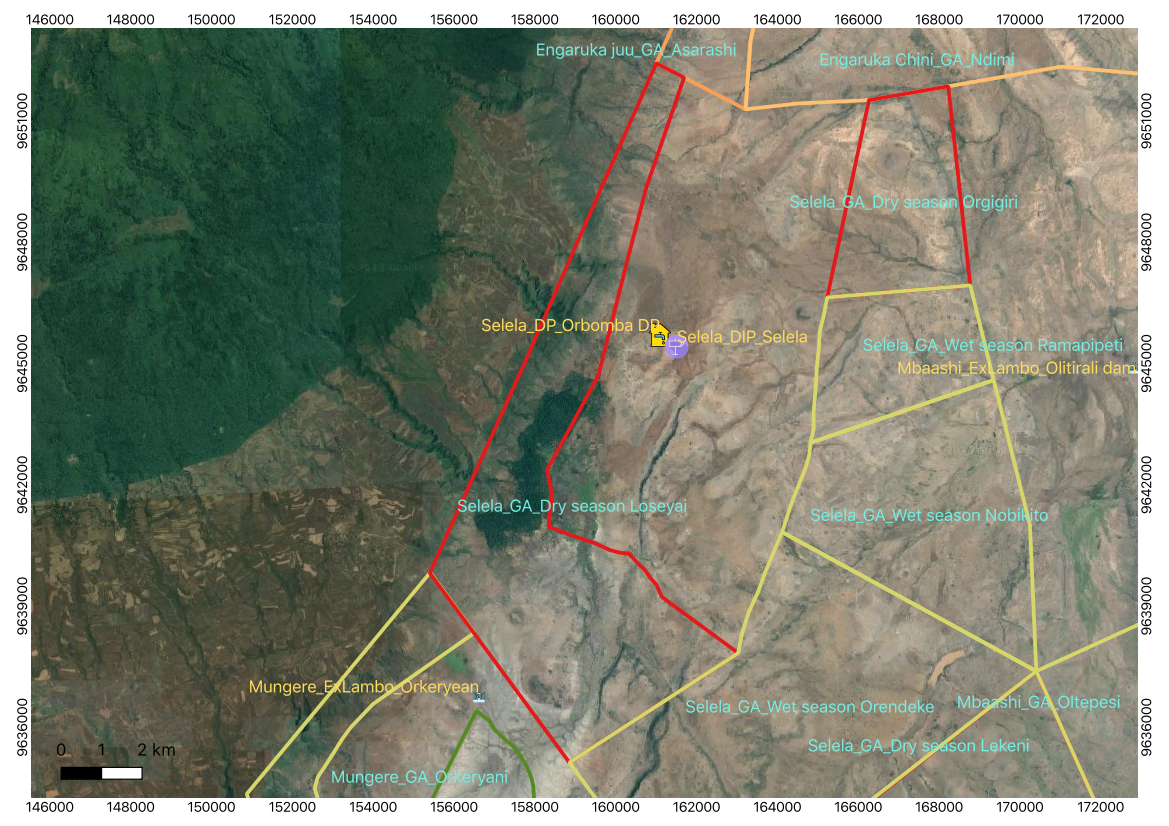 146000 148000 150000 152000 154000 156000 158000 160000 162000 164000 166000 168000 170000 172000
Engaruka juu_GA_Asarashi
Engaruka Chini_GA_Ndimi
9651000 9651000
Selela_GA_Dry season Orgigiri
9648000 9648000
Selela_DP_Orbomba DP
Selela_DIP_Selela
Selela_GA_Wet season Ramapipeti
9645000 9645000
Mbaashi_ExLambo_Olitirali dam
9642000 9642000
Selela_GA_Dry season Loseyai
Selela_GA_Wet season Nobikito
9639000 9639000
Mungere_ExLambo_Orkeryean
Mbaashi_GA_Oltepesi
Selela_GA_Wet season Orendeke
9636000 9636000
Selela_GA_Dry season Lekeni
0 1 2 km
Mungere_GA_Orkeryani
146000 148000 150000 152000 154000 156000 158000 160000 162000 164000 166000 168000 170000 172000